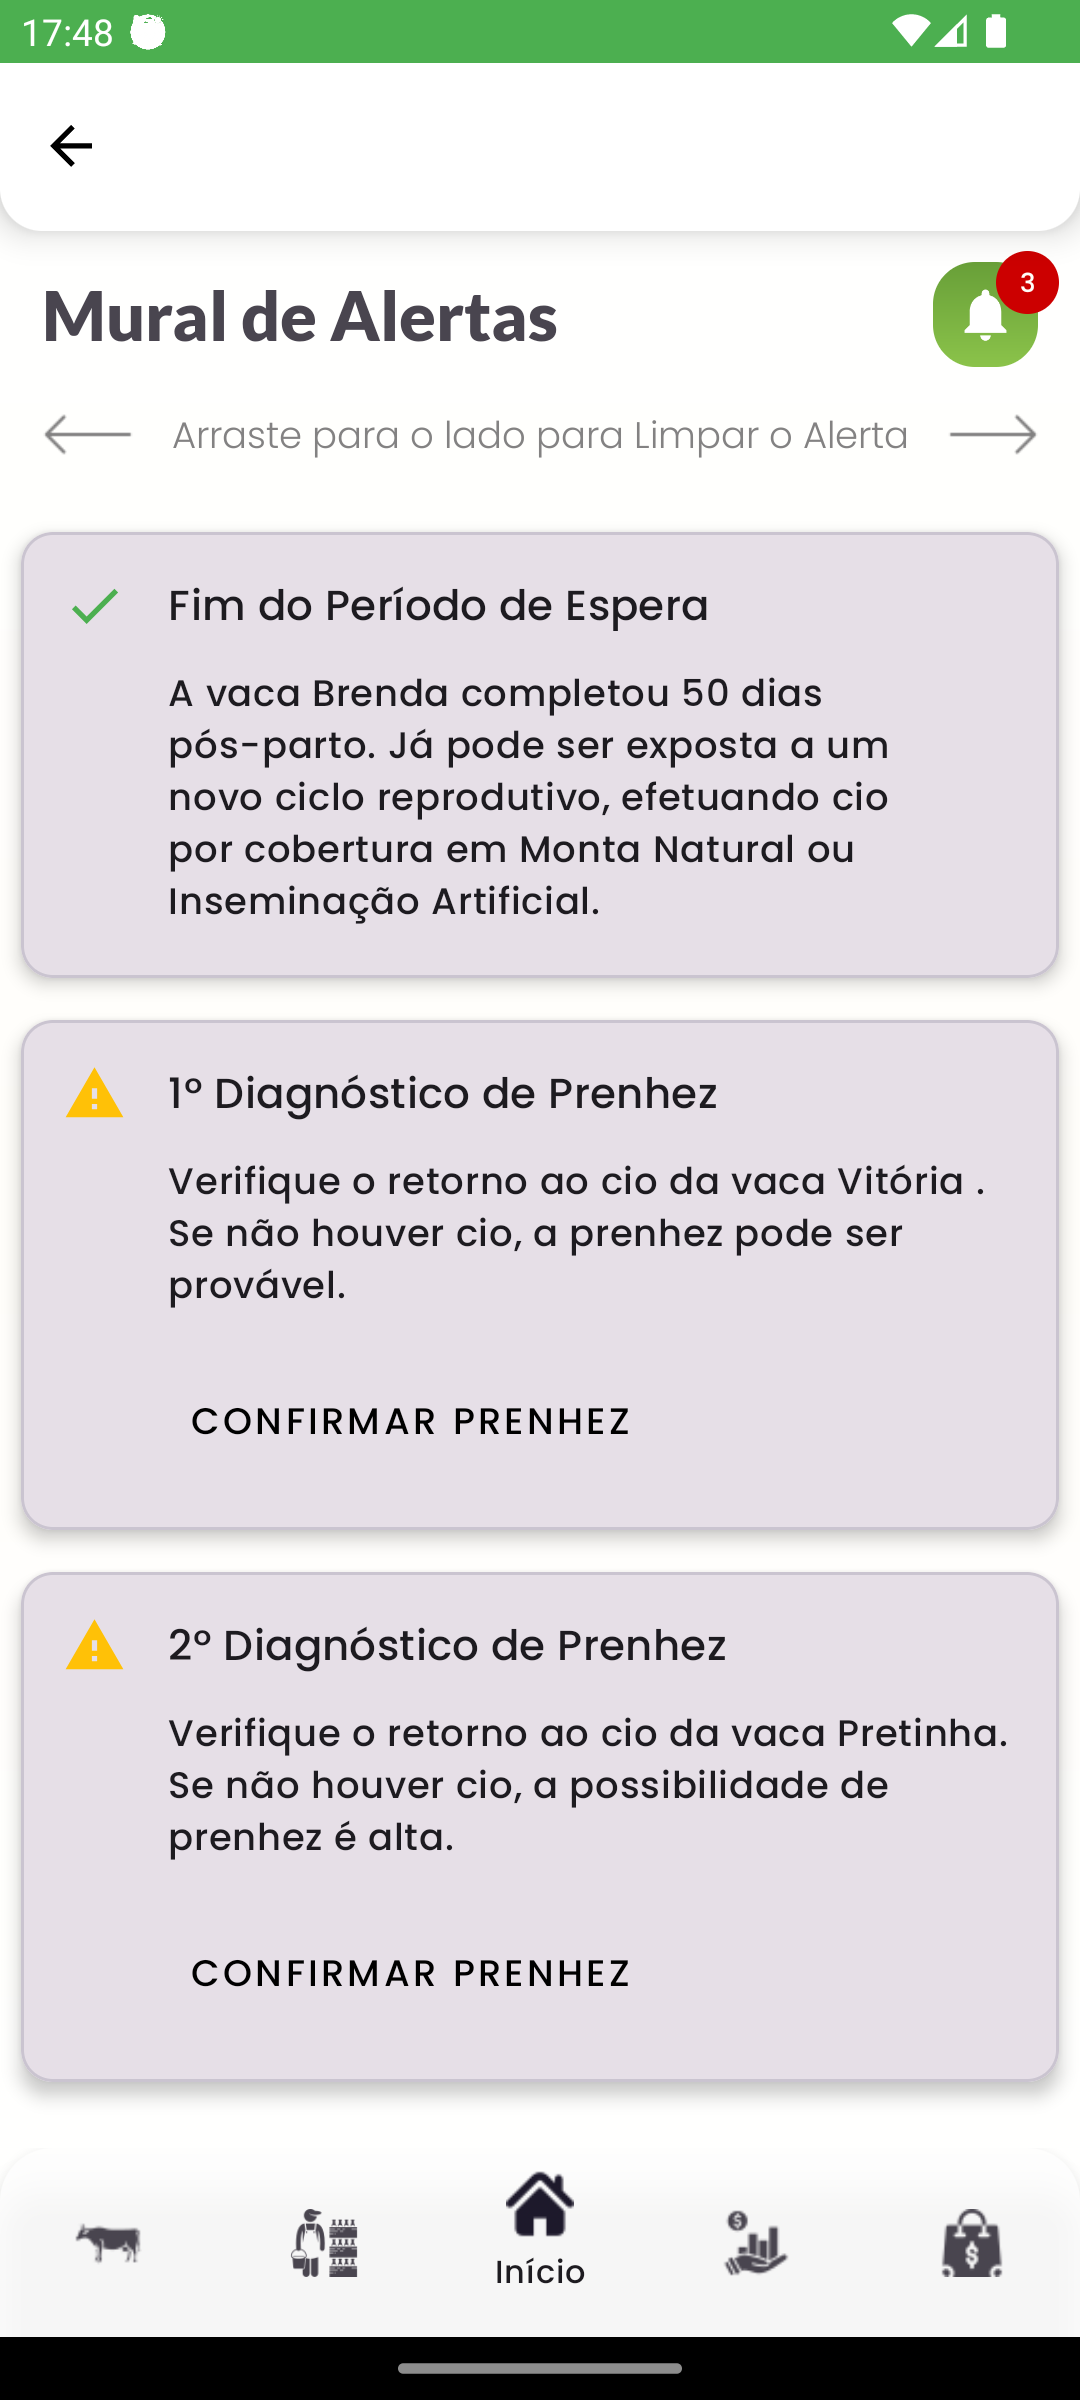 17:48
Mural de Alertas
3
Arraste para o lado para Limpar o Alerta
Fim do Período de Espera
A vaca Brenda completou 50 dias
pós-parto. Já pode ser exposta a um
novo ciclo reprodutivo, efetuando cio
por cobertura em Monta Natural ou
Inseminação Artificial.
1º Diagnóstico de Prenhez
Verifique o retorno ao cio da vaca Vitória .
Se não houver cio, a prenhez pode ser
provável.
CONFIRMAR PRENHEZ
2º Diagnóstico de Prenhez
Verifique o retorno ao cio da vaca Pretinha.
Se não houver cio, a possibilidade de
prenhez é alta.
CONFIRMAR PRENHEZ
Início